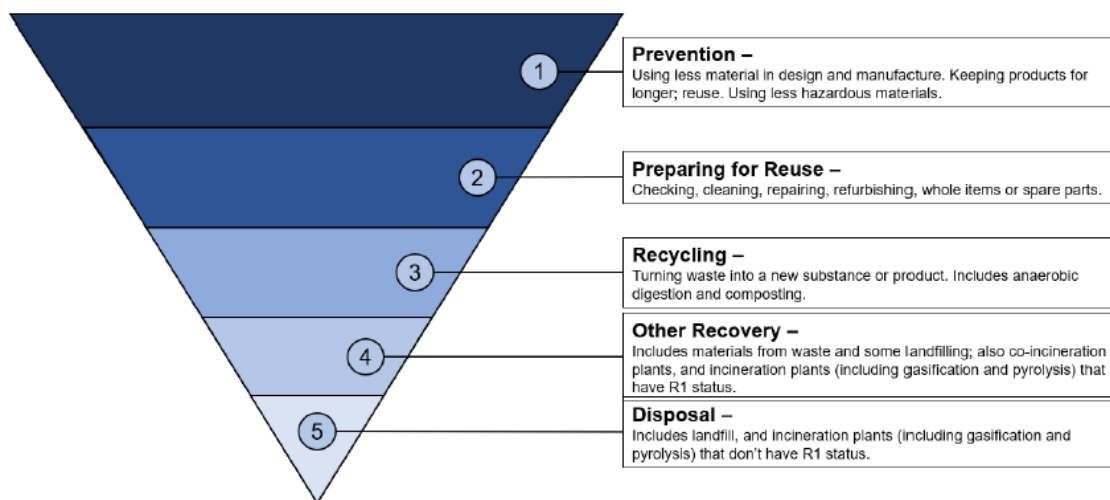 1
Prevention –
Using less material in design and manufacture. Keeping products for
longer; reuse. Using less hazardous materials.
2
Preparing for Reuse –
Checking, cleaning, repairing, refurbishing, whole items or spare parts.
3
Recycling –
Turning waste into a new substance or product. Includes anaerobic
digestion and composting.
4
Other Recovery –
Includes materials from waste and some landfilling; also co-incineration
plants, and incineration plants (including gasification and pyrolysis) that
have R1 status.
5
Disposal –
Includes landfill, and incineration plants (including gasification and
pyrolysis) that don't have R1 status.